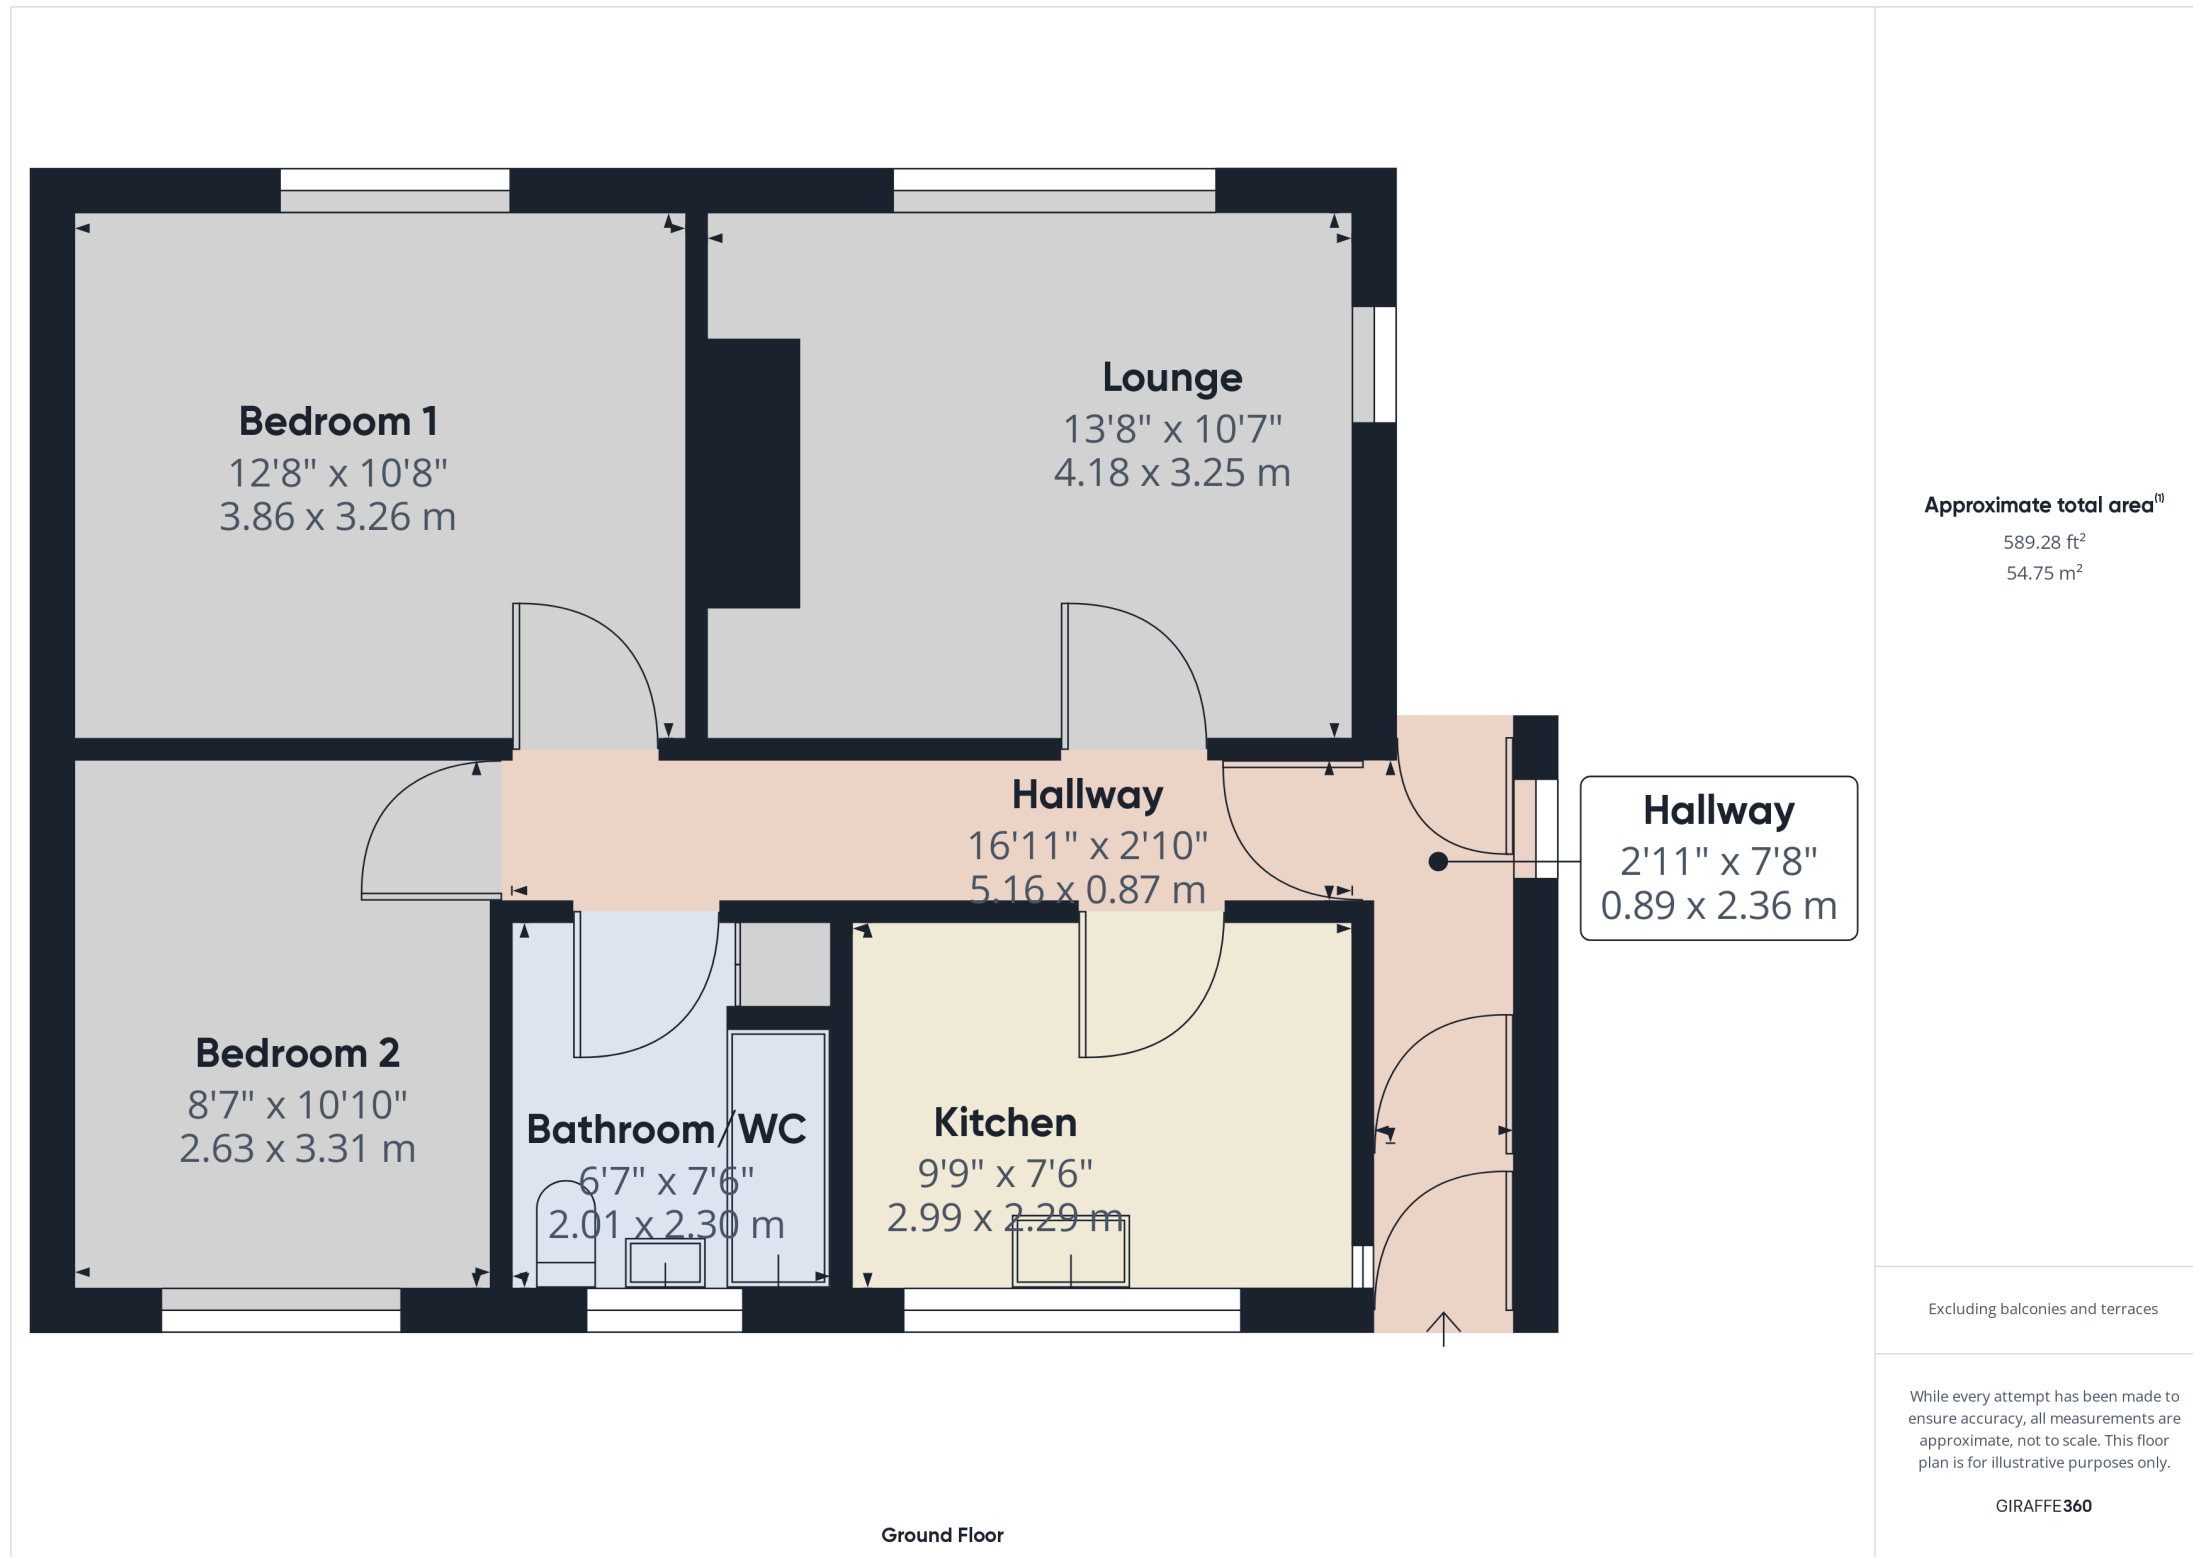 Bedroom 1
12'8" x 10'8"
3.86 x 3.26 m
Lounge
13'8" x 10'7"
4.18 x 3.25 m
Hallway
16'11" x 2'10"
5.16 x 0.87 m
Hallway
2'11" x 7'8"
0.89 x 2.36 m
Bedroom 2
8'7" x 10'10"
2.63 x 3.31 m
Bathroom/WC
6'7" x 7'6"
2.01 x 2.30 m
Kitchen
9'9" x 7'6"
2.99 x 2.29 m
Ground Floor
Approximate total area⁽¹⁾
589.28 ft²
54.75 m²
Excluding balconies and terraces
While every attempt has been made to
ensure accuracy, all measurements are
approximate, not to scale. This floor
plan is for illustrative purposes only.
GIRAFFE360